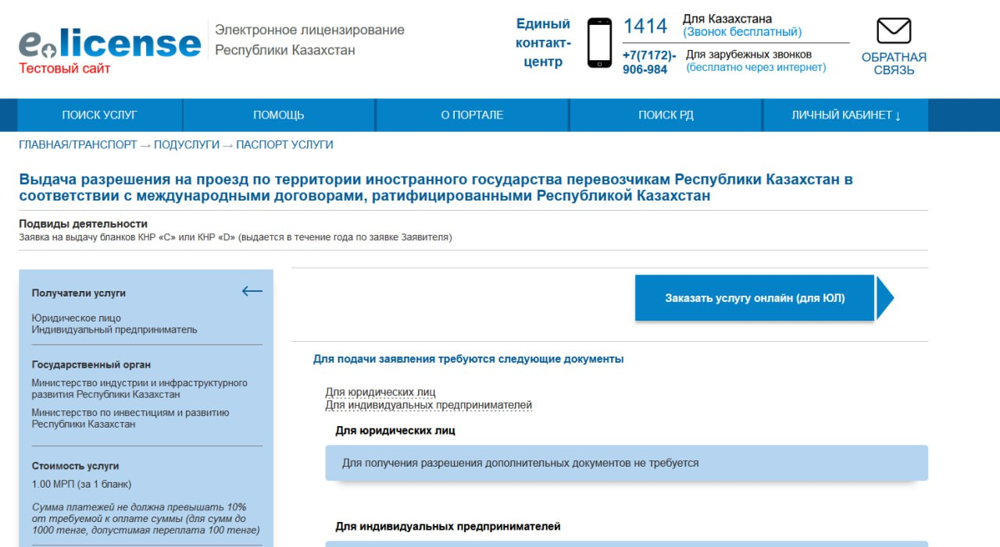 e.license
Тестовый сайт
Электронное лицензирование
Республики Казахстан
Единый
контакт-
центр
1414
Для Казахстана
(Звонок бесплатный)
+7(7172)-
906-984
Для зарубежных звонков
(бесплатно через интернет)
ОБРАТНАЯ
СВЯЗЬ
ПОИСК УСЛУГ
ПОМОЩЬ
О ПОРТАЛЕ
ПОИСК РД
ЛИЧНЫЙ КАБИНЕТ ↓
ГЛАВНАЯ/ТРАНСПОРТ → ПОДУСЛУГИ → ПАСПОРТ УСЛУГИ
Выдача разрешения на проезд по территории иностранного государства перевозчикам Республики Казахстан в
соответствии с международными договорами, ратифицированными Республикой Казахстан
Подвиды деятельности
Заявка на выдачу бланков КНР «С» или КНР «D» (выдается в течение года по заявке Заявителя)
Получатели услуги
Юридическое лицо
Индивидуальный предприниматель
Государственный орган
Министерство индустрии и инфраструктурного
развития Республики Казахстан
Министерство по инвестициям и развитию
Республики Казахстан
Стоимость услуги
1.00 МРП (за 1 бланк)
Сумма платежей не должна превышать 10%
от требуемой к оплате суммы (для сумм до
1000 тенге, допустимая переплата 100 тенге)
Заказать услугу онлайн (для ЮЛ)
Для подачи заявления требуются следующие документы
Для юридических лиц
Для индивидуальных предпринимателей
Для юридических лиц
Для получения разрешения дополнительных документов не требуется
Для индивидуальных предпринимателей